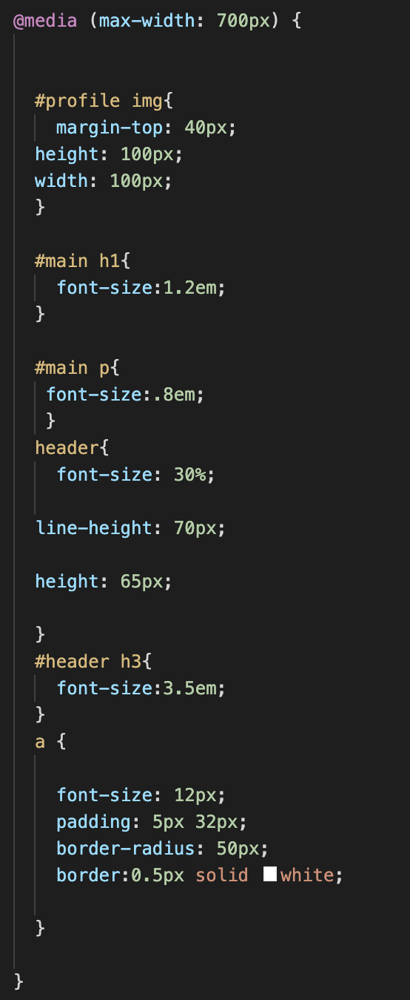 @media (max-width: 700px) {
#profile img{
margin-top: 40px;
height: 100px;
width: 100px;
}
#main h1{
font-size:1.2em;
}
#main p{
font-size:.8em;
}
header{
font-size: 30%;
line-height: 70px;
height: 65px;
}
#header h3{
font-size:3.5em;
}
a {
font-size: 12px;
padding: 5px 32px;
border-radius: 50px;
border:0.5px solid white;
}
}